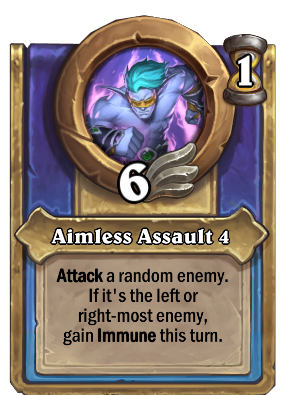 1
6
Aimless Assault 4
Attack a random enemy.
If it's the left or
right-most enemy,
gain Immune this turn.